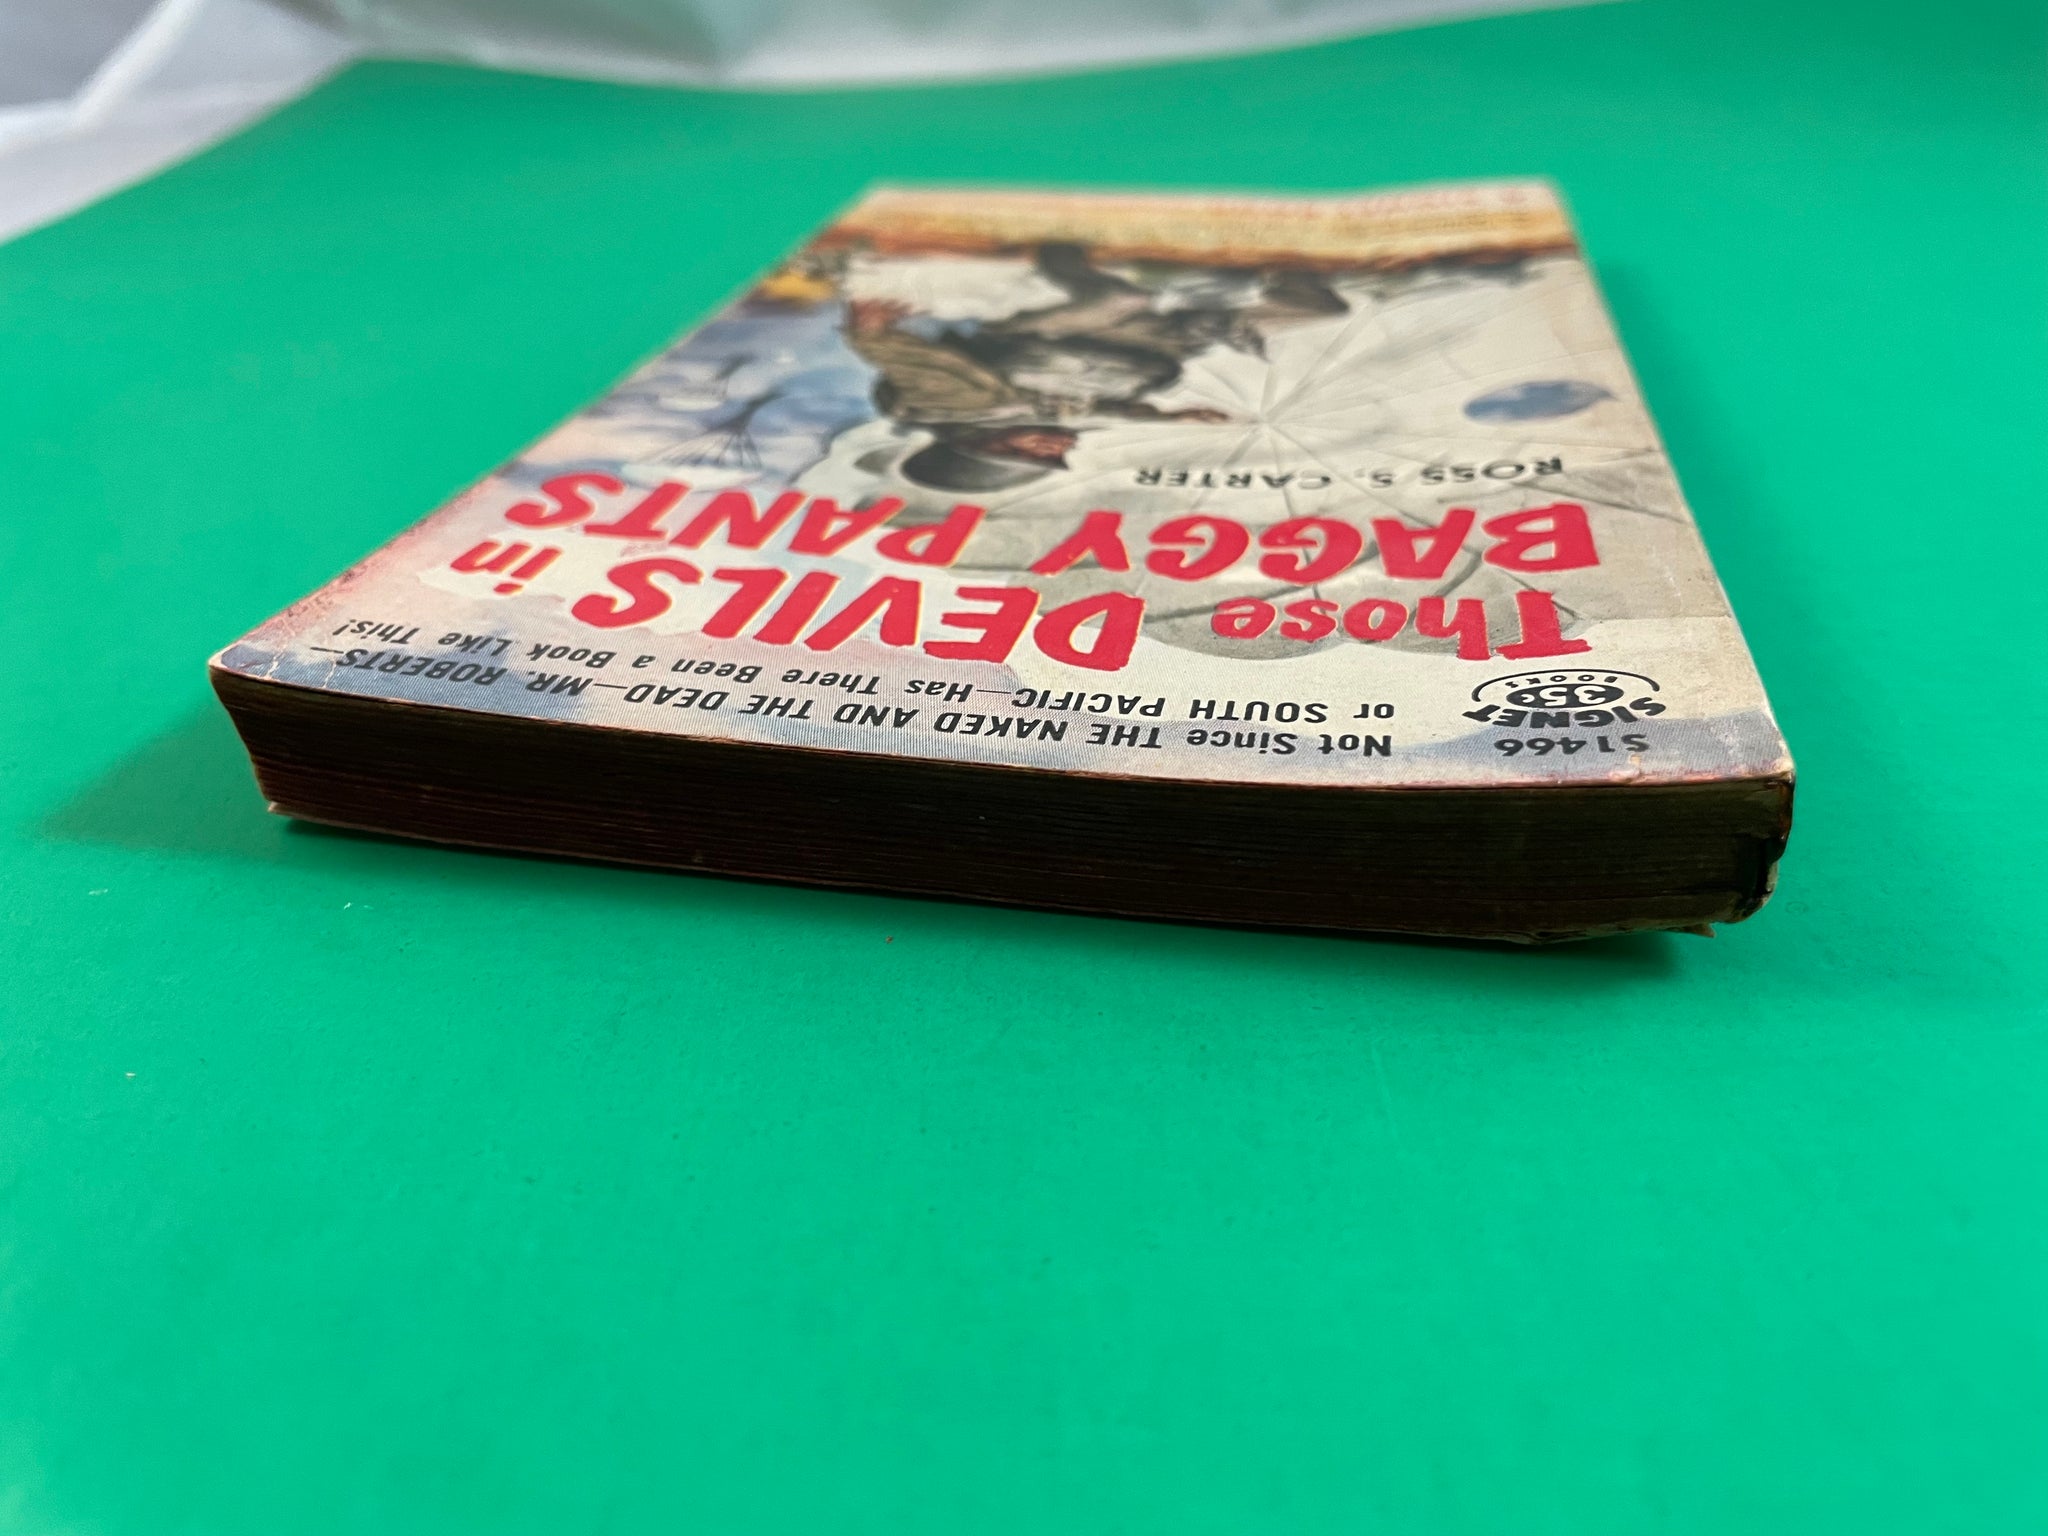 S1466
SIGNET
35¢
BOOKS
Not Since THE NAKED AND THE DEAD—MR. ROBERTS—
or SOUTH PACIFIC—Has There Been a Book Like This!
Those DEVILS in
BAGGY PANTS
ROSS S. CARTER